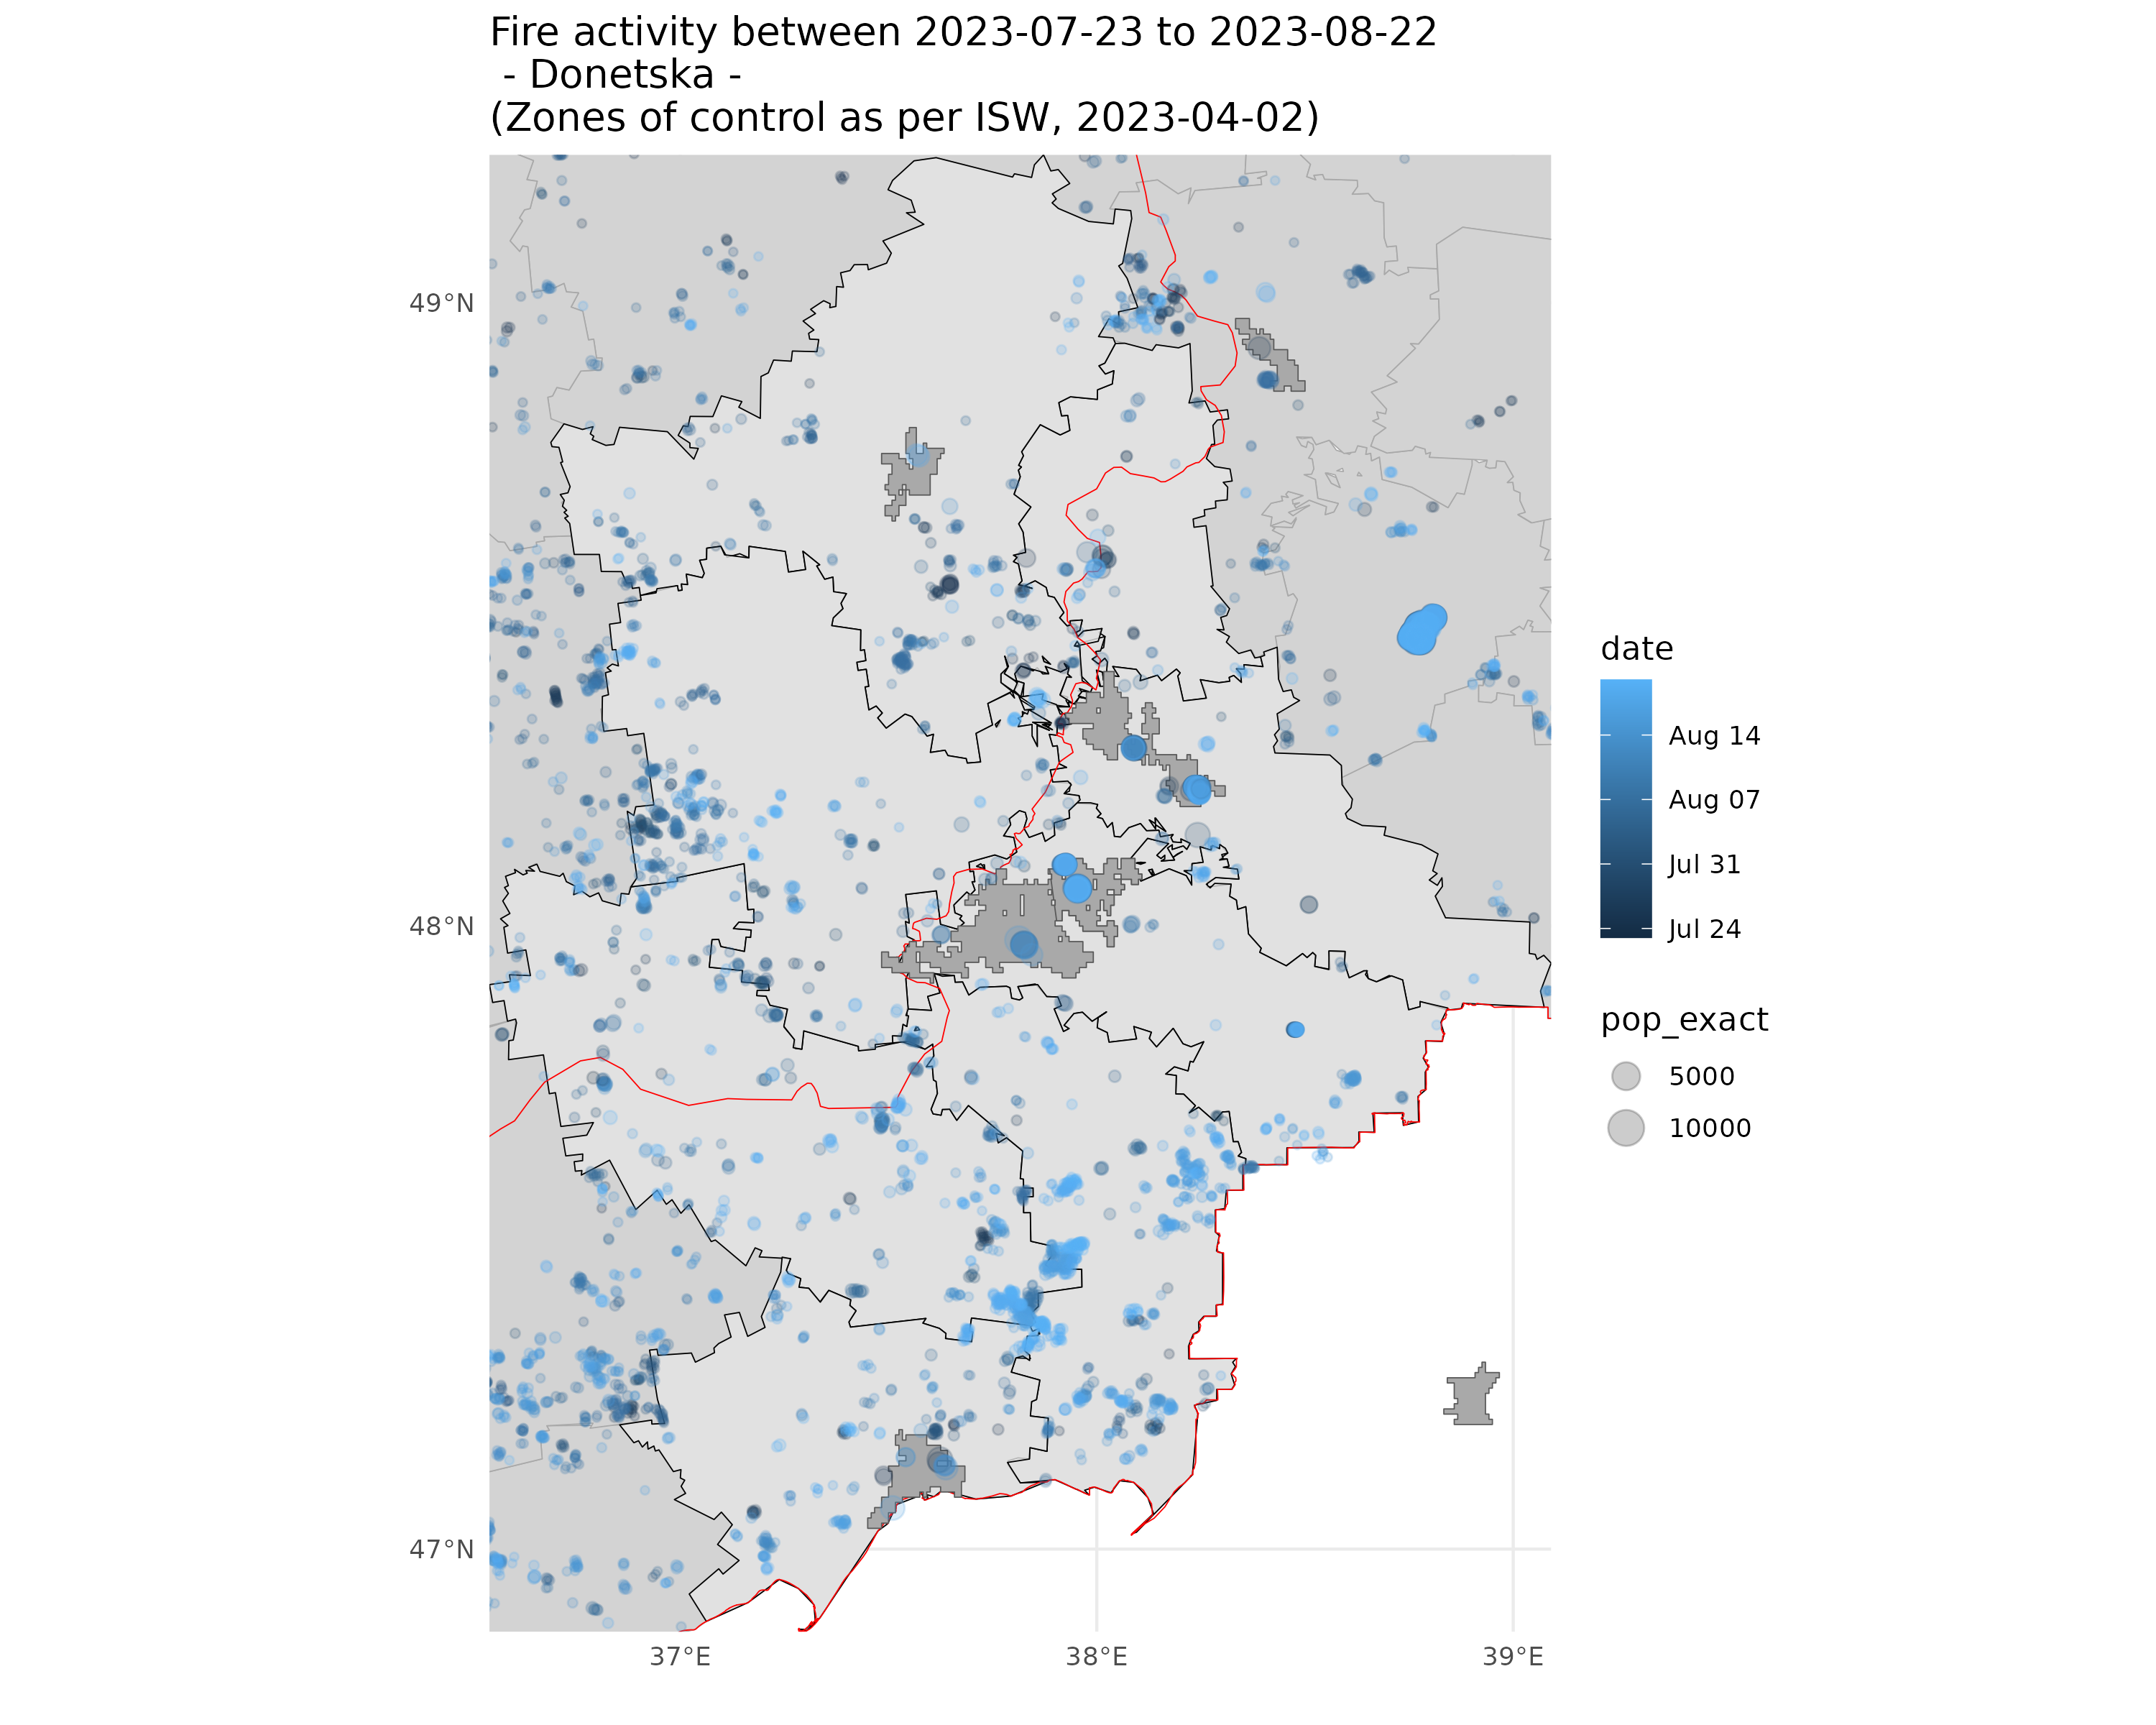 Fire activity between 2023-07-23 to 2023-08-22
- Donetska -
(Zones of control as per ISW, 2023-04-02)
49°N
48°N
47°N
37°E
38°E
39°E
date
Aug 14
Aug 07
Jul 31
Jul 24
pop_exact
5000
10000